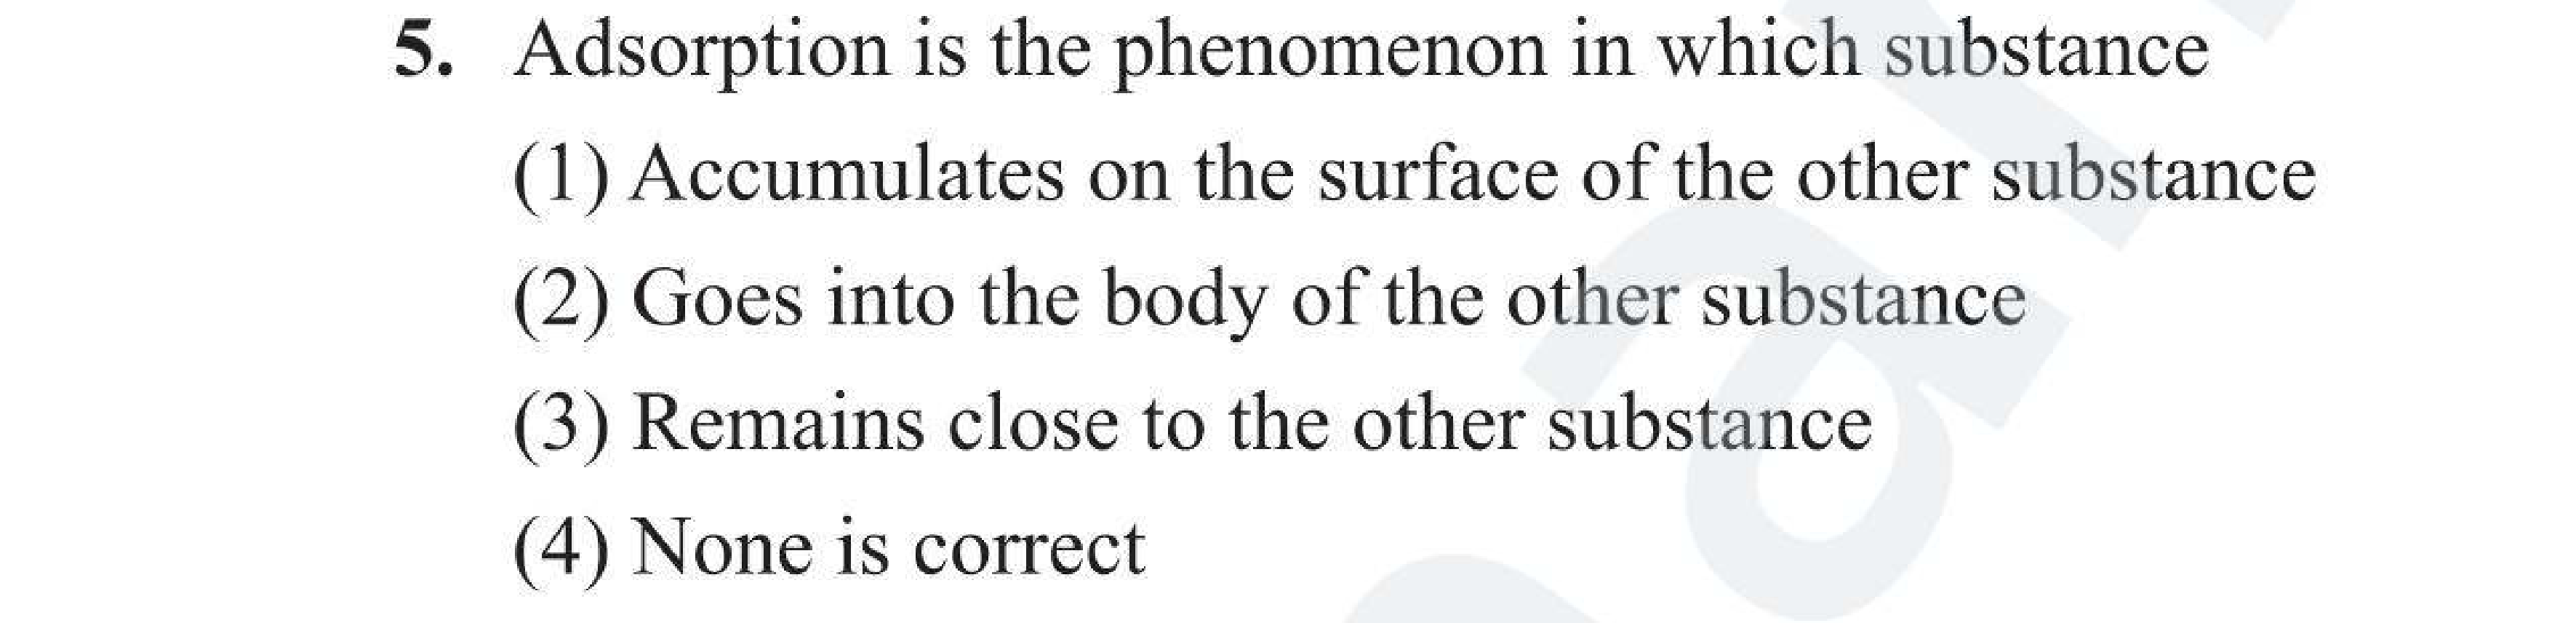 5. Adsorption is the phenomenon in which substance
(1) Accumulates on the surface of the other substance
(2) Goes into the body of the other substance
(3) Remains close to the other substance
(4) None is correct